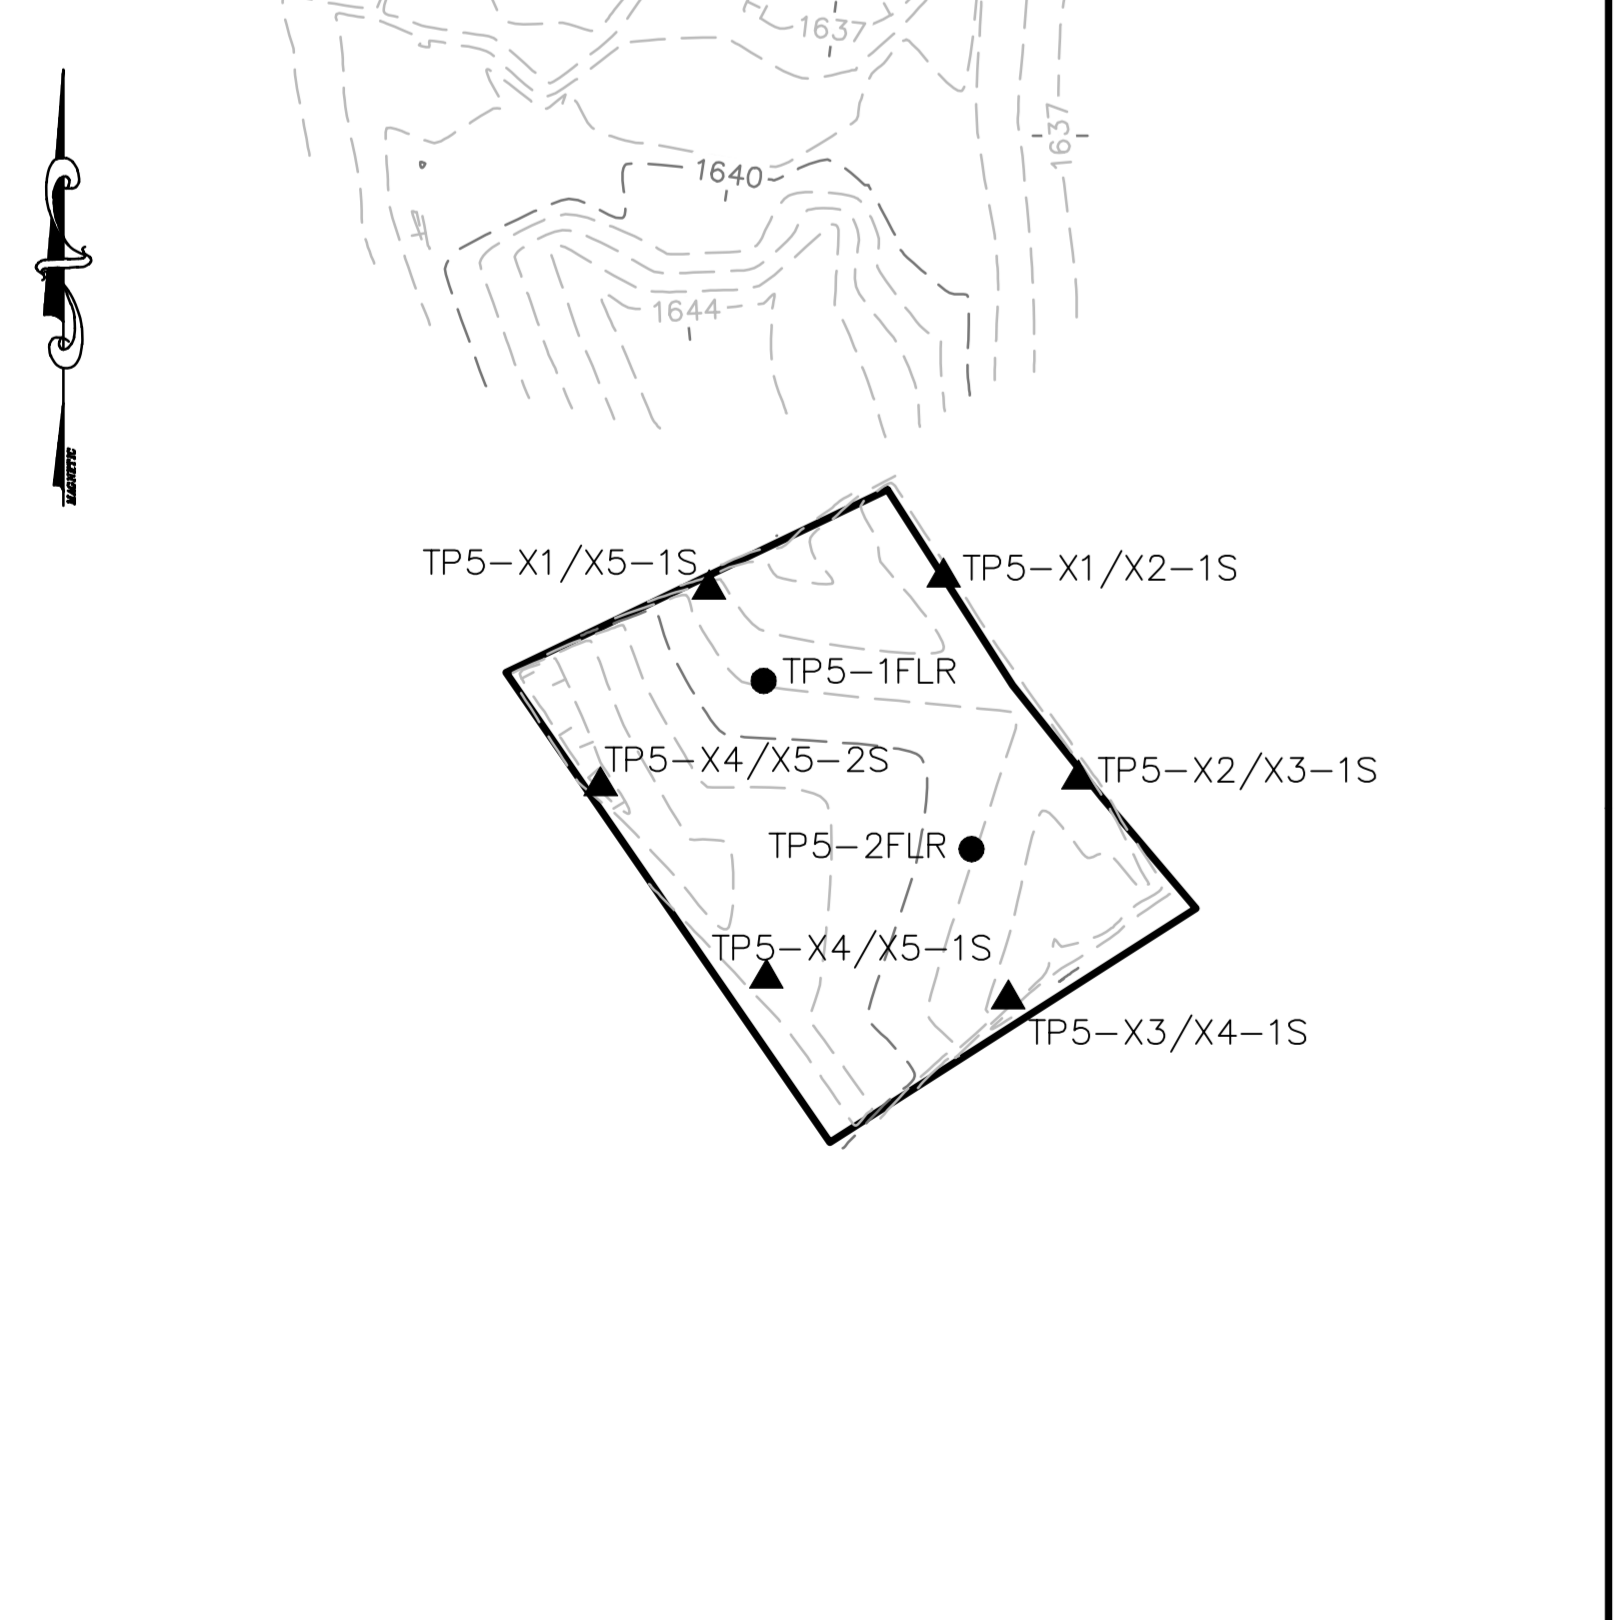 1637
1637
1640
1644
MAGNETIC
TP5-X1/X5-1S
TP5-X1/X2-1S
TP5-1FLR
TP5-X4/X5-2S
TP5-X2/X3-1S
TP5-2FLR
TP5-X4/X5-1S
TP5-X3/X4-1S